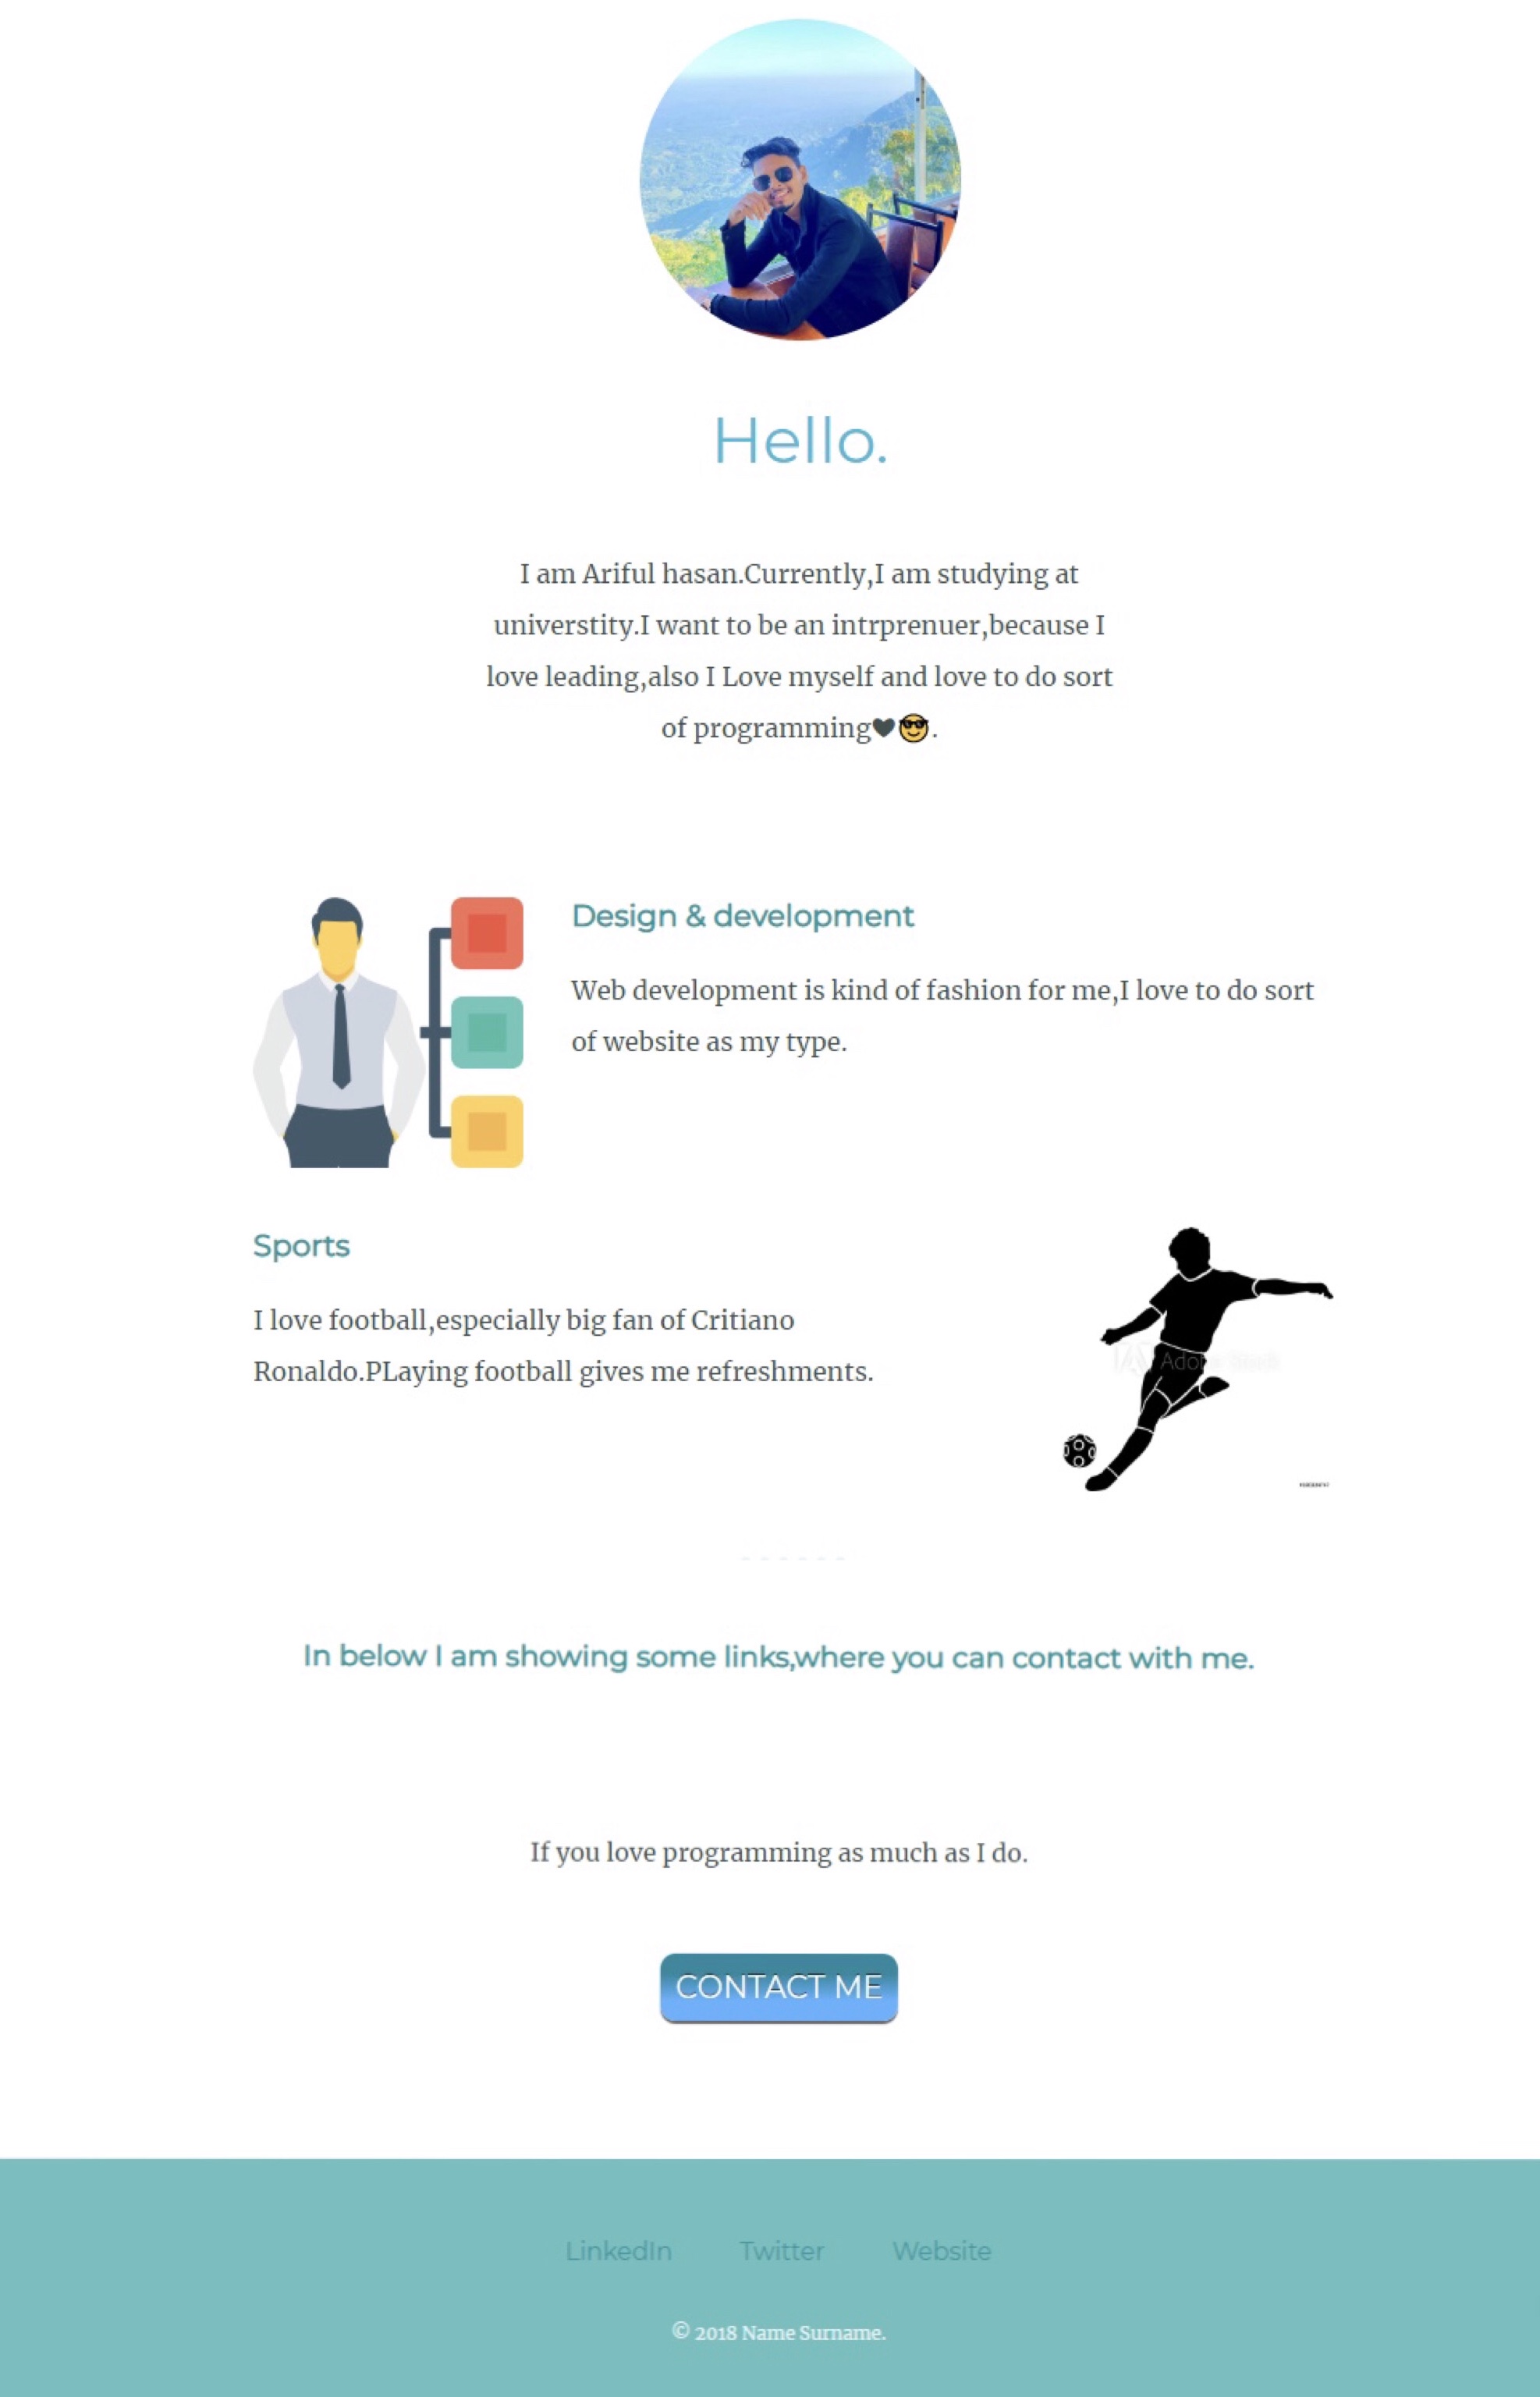 Hello.
I am Ariful hasan.Currently,I am studying at
universtity.I want to be an intrprenuer,because I
love leading,also I Love myself and love to do sort
of programming🖤😎.
Design & development
Web development is kind of fashion for me,I love to do sort
of website as my type.
Sports
I love football,especially big fan of Critiano
Ronaldo.PLaying football gives me refreshments.
Adobe Stock
In below I am showing some links,where you can contact with me.
If you love programming as much as I do.
CONTACT ME
LinkedIn Twitter Website
© 2018 Name Surname.